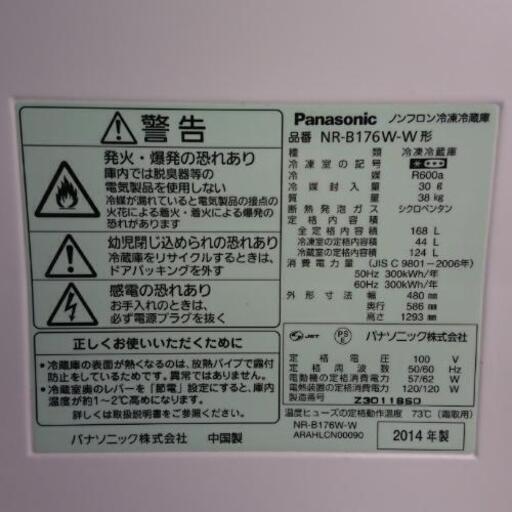 警告
発火・爆発の恐れあり
庫内では脱臭器等の
電気製品を使用しない
冷媒が漏れていると電気製品の接点の
火花による着火・着火による爆発の
恐れがあります
幼児閉じ込められの恐れあり
冷蔵庫をリサイクルするときは、
ドアパッキングを外す
感電の恐れあり
お手入れのときは、
必ず電源プラグを抜く
正しくお使いいただくために
●冷蔵庫の表面が熱くなるのは、放熱パイプで露付
防止をしているためです。異常ではありません。
●冷蔵室奥のレバーを「節電」設定にすると、庫内
温度が約1～2℃高めになります。
詳しくは取扱説明書をご参照ください
パナソニック株式会社 中国製
Panasonic ノンフロン冷凍冷蔵庫
品番 NR-B176W-W形
種類 冷凍冷蔵庫
冷凍室の記号
冷媒 R600a
冷媒封入量 30g
質量 38kg
断熱発泡ガス シクロペンタン
定格内容積
全定格内容積 168 L
冷凍室の定格内容積 44 L
冷蔵室の定格内容積 124 L
消費電力量 (JIS C 9801-2006年)
50Hz 300kWh/年
60Hz 300kWh/年
外形寸法 幅 480 mm
奥行 586 mm
高さ 1293 mm
JET PS E パナソニック株式会社
定格電圧 100 V
定格周波数 50/60 Hz
電動機の定格消費電力 57/62 W
電熱装置の定格消費電力 120/120 W
製造番号
温度ヒューズの定格動作温度 73℃ (霜取用)
NR-B176W-W
ARAHLCN00090
2014年製